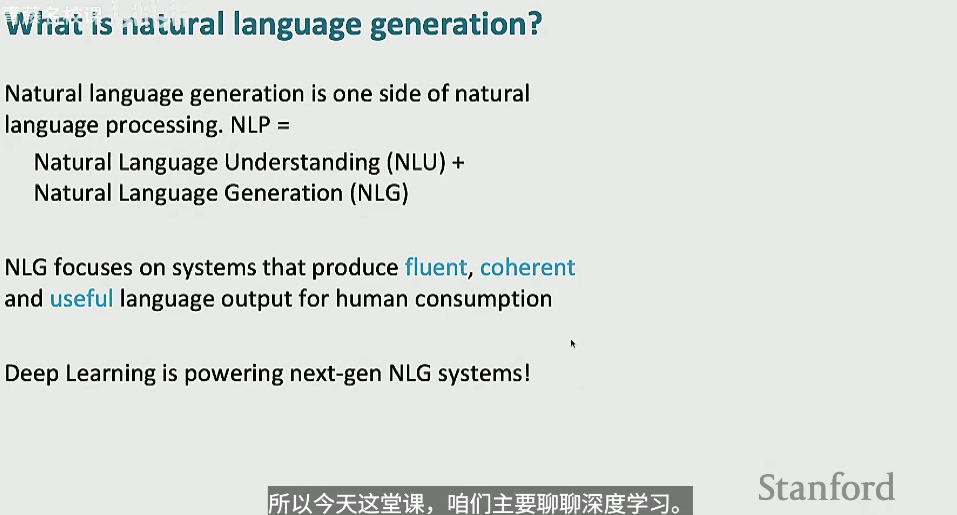 What is natural language generation?
Natural language generation is one side of natural
language processing. NLP =
Natural Language Understanding (NLU) +
Natural Language Generation (NLG)
NLG focuses on systems that produce fluent, coherent
and useful language output for human consumption
Deep Learning is powering next-gen NLG systems!
所以今天这堂课，咱们主要聊聊深度学习。
Stanford